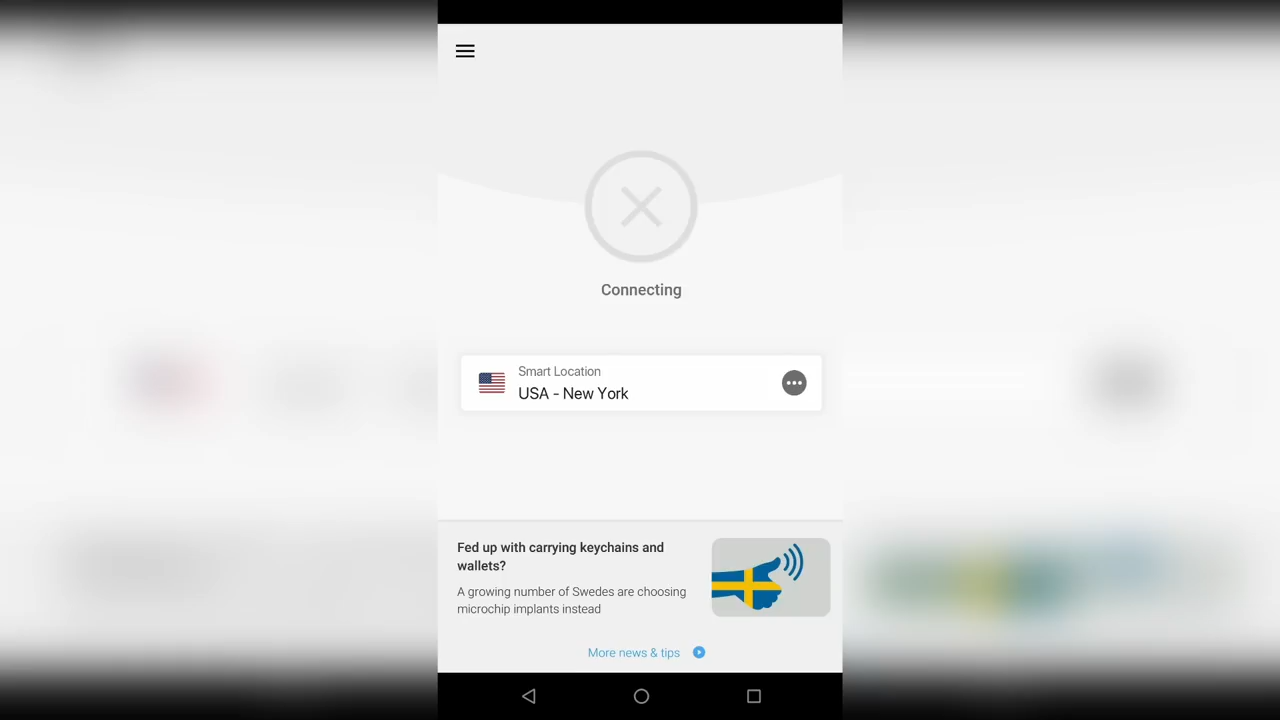 Connecting
Smart Location
USA - New York
Fed up with carrying keychains and
wallets?
A growing number of Swedes are choosing
microchip implants instead
More news & tips